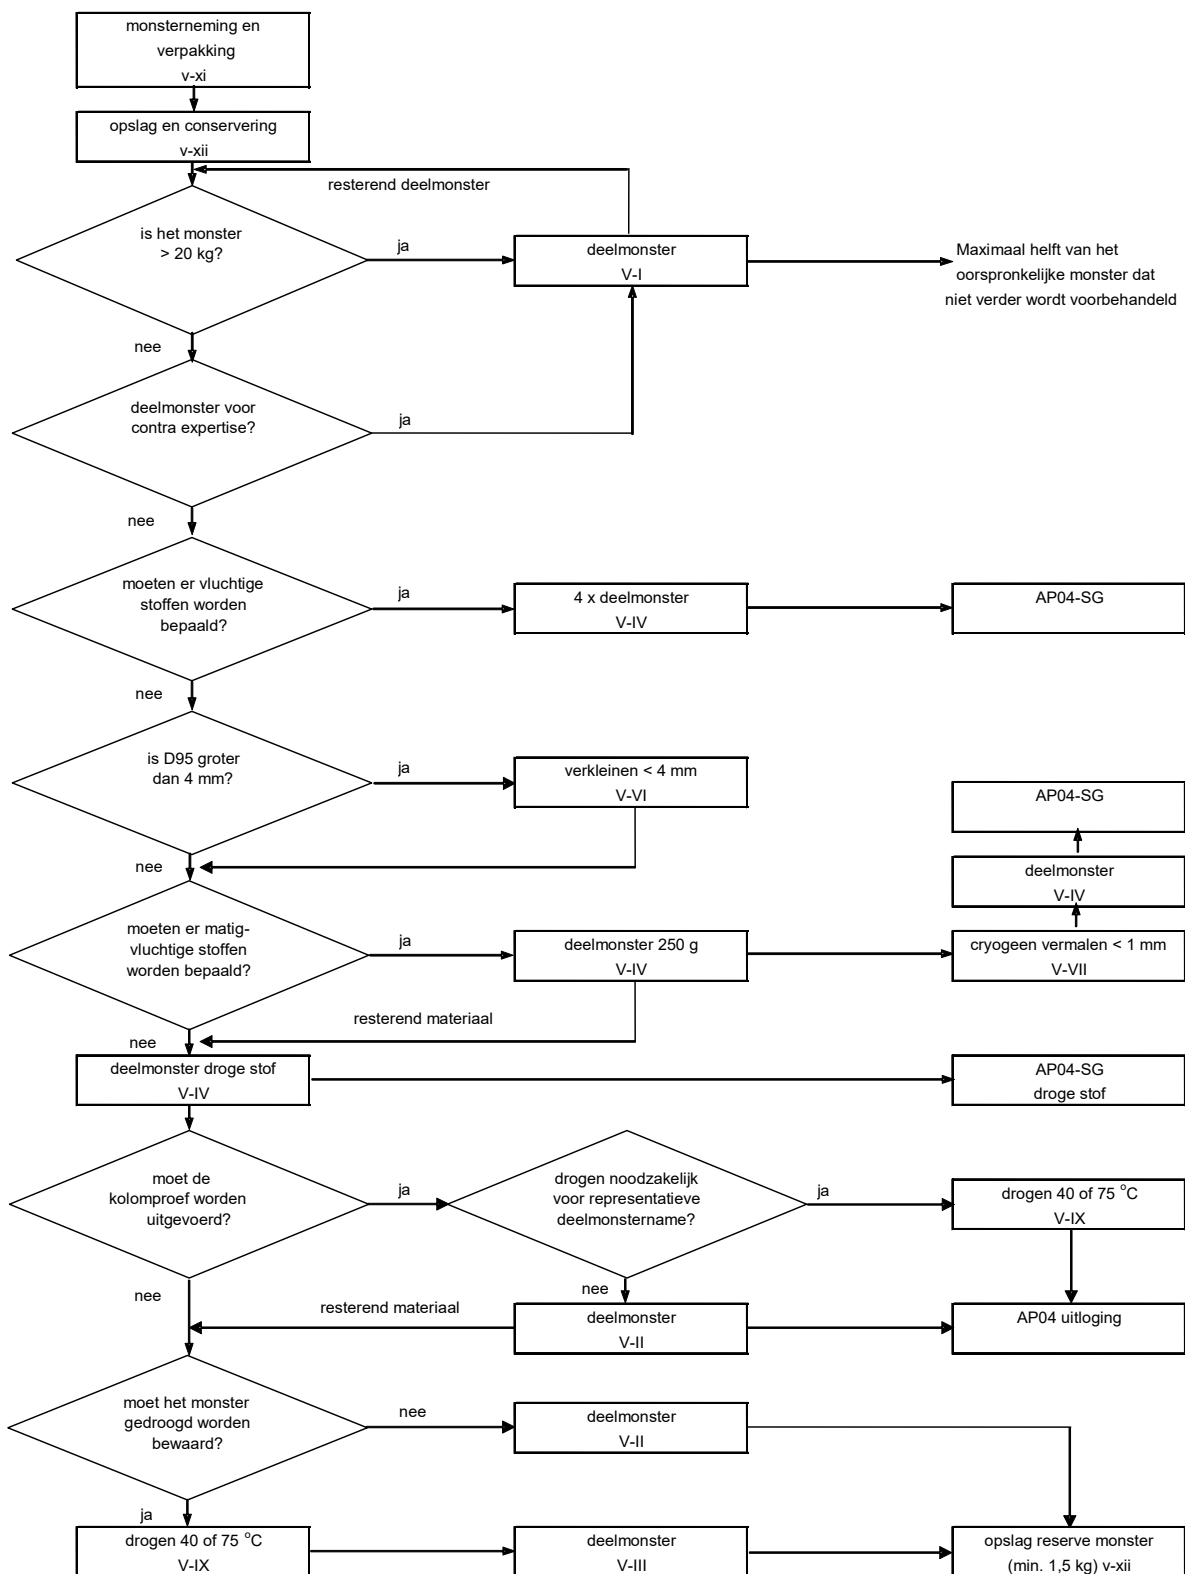 monsterneming en
verpakking
v-xi
opslag en conservering
v-xii
resterend deelmonster
is het monster
> 20 kg?
ja
deelmonster
V-I
Maximaal helft van het
oorspronkelijke monster dat
niet verder wordt voorbehandeld
nee
deelmonster voor
contra expertise?
ja
nee
moeten er vluchtige
stoffen worden
bepaald?
ja
4 x deelmonster
V-IV
AP04-SG
nee
is D95 groter
dan 4 mm?
ja
verkleinen < 4 mm
V-VI
AP04-SG
nee
deelmonster
V-IV
moeten er matig-
vluchtige stoffen
worden bepaald?
ja
deelmonster 250 g
V-IV
cryogeen vermalen < 1 mm
V-VII
resterend materiaal
nee
deelmonster droge stof
V-IV
AP04-SG
droge stof
moet de
kolomproef worden
uitgevoerd?
ja
drogen noodzakelijk
voor representatieve
deelmonstername?
ja
drogen 40 of 75 °C
V-IX
nee
nee
resterend materiaal
deelmonster
V-II
AP04 uitloging
moet het monster
gedroogd worden
bewaard?
nee
deelmonster
V-II
ja
drogen 40 of 75 °C
V-IX
deelmonster
V-III
opslag reserve monster
(min. 1,5 kg) v-xii